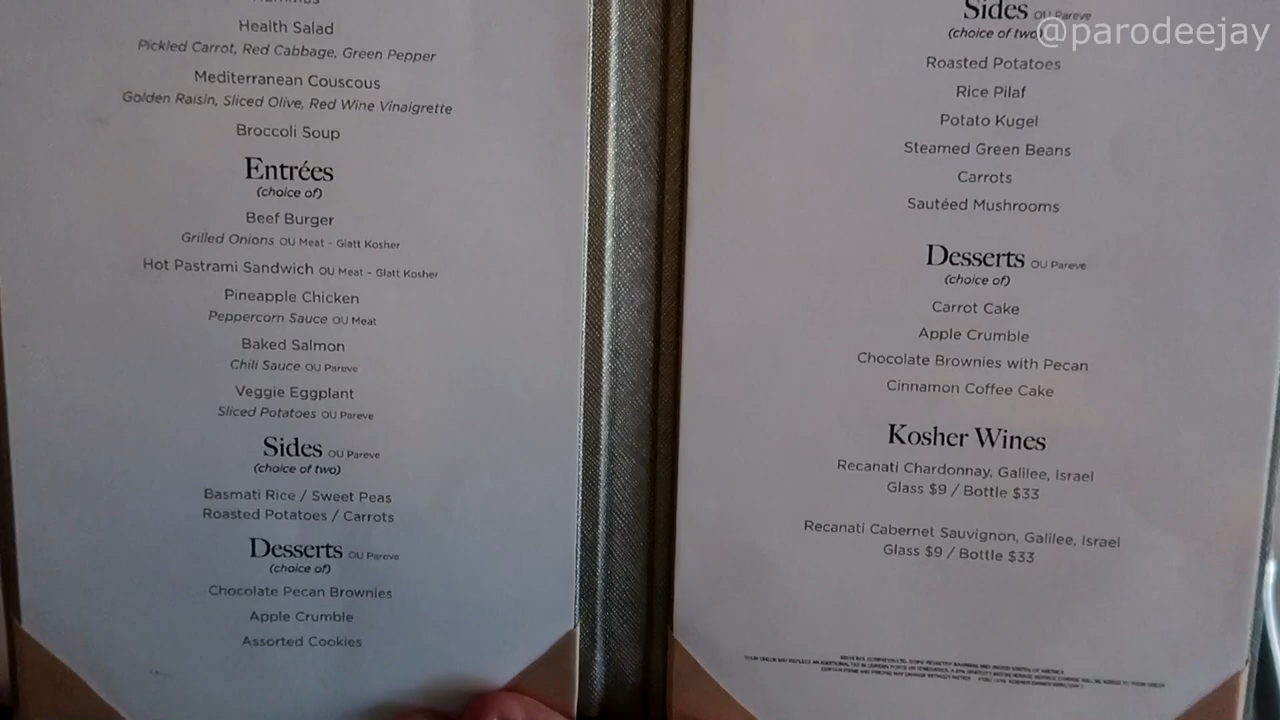 Health Salad
Pickled Carrot, Red Cabbage, Green Pepper
Mediterranean Couscous
Golden Raisin, Sliced Olive, Red Wine Vinaigrette
Broccoli Soup
Entrées
(choice of)
Beef Burger
Grilled Onions OU Meat - Glatt Kosher
Hot Pastrami Sandwich OU Meat - Glatt Kosher
Pineapple Chicken
Peppercorn Sauce OU Meat
Baked Salmon
Chili Sauce OU Pareve
Veggie Eggplant
Sliced Potatoes OU Pareve
Sides OU Pareve
(choice of two)
Basmati Rice / Sweet Peas
Roasted Potatoes / Carrots
Desserts OU Pareve
(choice of)
Chocolate Pecan Brownies
Apple Crumble
Assorted Cookies
Sides OU Pareve
(choice of two)
@parodeejay
Roasted Potatoes
Rice Pilaf
Potato Kugel
Steamed Green Beans
Carrots
Sautéed Mushrooms
Desserts OU Pareve
(choice of)
Carrot Cake
Apple Crumble
Chocolate Brownies with Pecan
Cinnamon Coffee Cake
Kosher Wines
Recanati Chardonnay, Galilee, Israel
Glass $9 / Bottle $33
Recanati Cabernet Sauvignon, Galilee, Israel
Glass $9 / Bottle $33